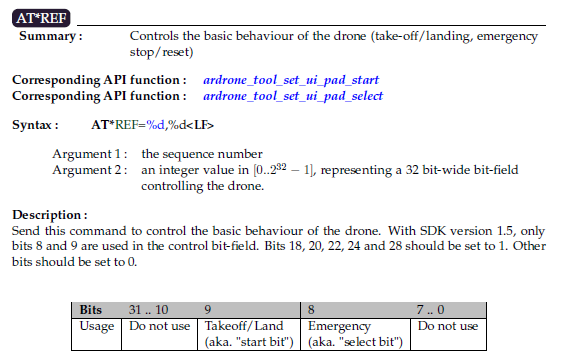 AT*REF
Summary : Controls the basic behaviour of the drone (take-off/landing, emergency
stop/reset)
Corresponding API function : ardrone_tool_set_ui_pad_start
Corresponding API function : ardrone_tool_set_ui_pad_select
Syntax : AT*REF=%d,%d<LF>
Argument 1 : the sequence number
Argument 2 : an integer value in [0..2³² − 1], representing a 32 bit-wide bit-field
controlling the drone.
Description :
Send this command to control the basic behaviour of the drone. With SDK version 1.5, only
bits 8 and 9 are used in the control bit-field. Bits 18, 20, 22, 24 and 28 should be set to 1. Other
bits should be set to 0.
Bits 31 .. 10 9 8 7 .. 0
Usage Do not use Takeoff/Land Emergency Do not use
(aka. "start bit") (aka. "select bit")